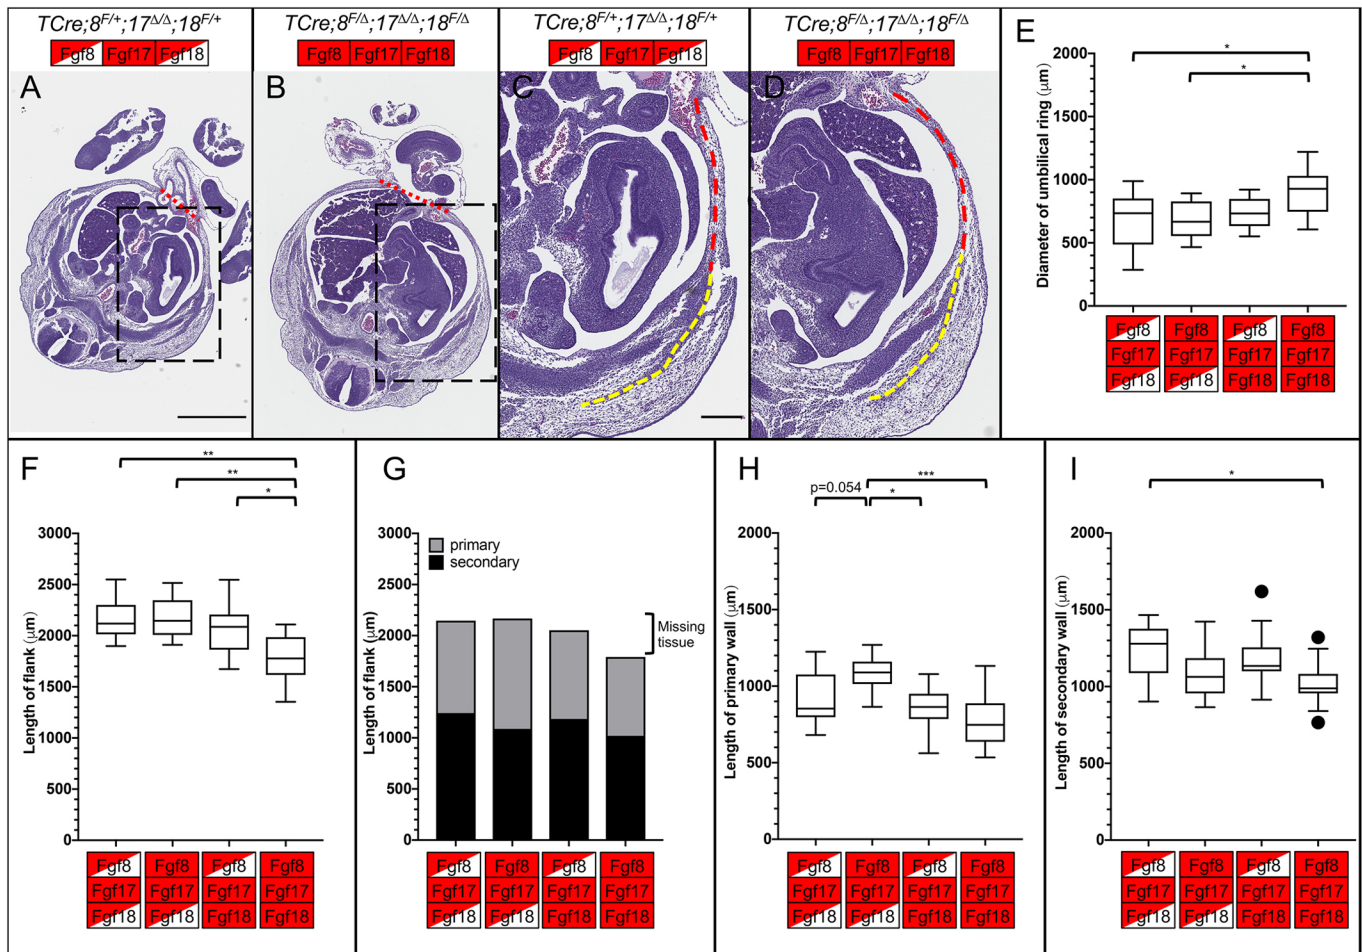 TCre;8F/+;17Δ/Δ;18F/+
Fgf8 Fgf17 Fgf18
A
TCre;8F/Δ;17Δ/Δ;18F/Δ
Fgf8 Fgf17 Fgf18
B
TCre;8F/+;17Δ/Δ;18F/+
Fgf8 Fgf17 Fgf18
C
TCre;8F/Δ;17Δ/Δ;18F/Δ
Fgf8 Fgf17 Fgf18
D
E
*
*
Diameter of umbilical ring (μm)
2000
1500
1000
500
0
Fgf8 Fgf8 Fgf8 Fgf8
Fgf17 Fgf17 Fgf17 Fgf17
Fgf18 Fgf18 Fgf18 Fgf18
F
**
**
*
Length of flank (μm)
3000
2500
2000
1500
1000
500
0
Fgf8 Fgf8 Fgf8 Fgf8
Fgf17 Fgf17 Fgf17 Fgf17
Fgf18 Fgf18 Fgf18 Fgf18
G
Length of flank (μm)
3000
2500
2000
1500
1000
500
0
primary
secondary
Missing
tissue
Fgf8 Fgf8 Fgf8 Fgf8
Fgf17 Fgf17 Fgf17 Fgf17
Fgf18 Fgf18 Fgf18 Fgf18
H
***
p=0.054 *
Length of primary wall (μm)
2000
1500
1000
500
0
Fgf8 Fgf8 Fgf8 Fgf8
Fgf17 Fgf17 Fgf17 Fgf17
Fgf18 Fgf18 Fgf18 Fgf18
I
*
Length of secondary wall (μm)
2000
1500
1000
500
0
Fgf8 Fgf8 Fgf8 Fgf8
Fgf17 Fgf17 Fgf17 Fgf17
Fgf18 Fgf18 Fgf18 Fgf18